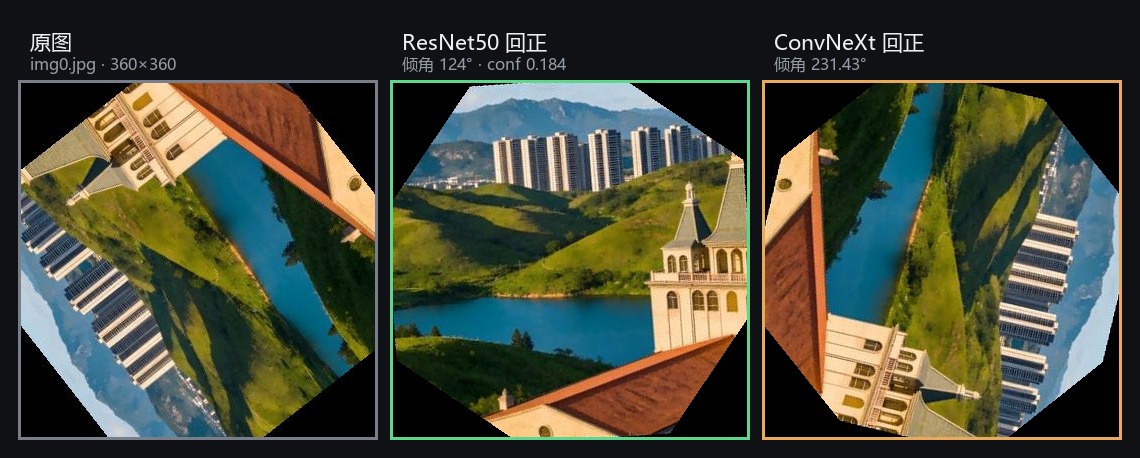 原图
img0.jpg · 360×360
ResNet50 回正
倾角 124° · conf 0.184
ConvNeXt 回正
倾角 231.43°